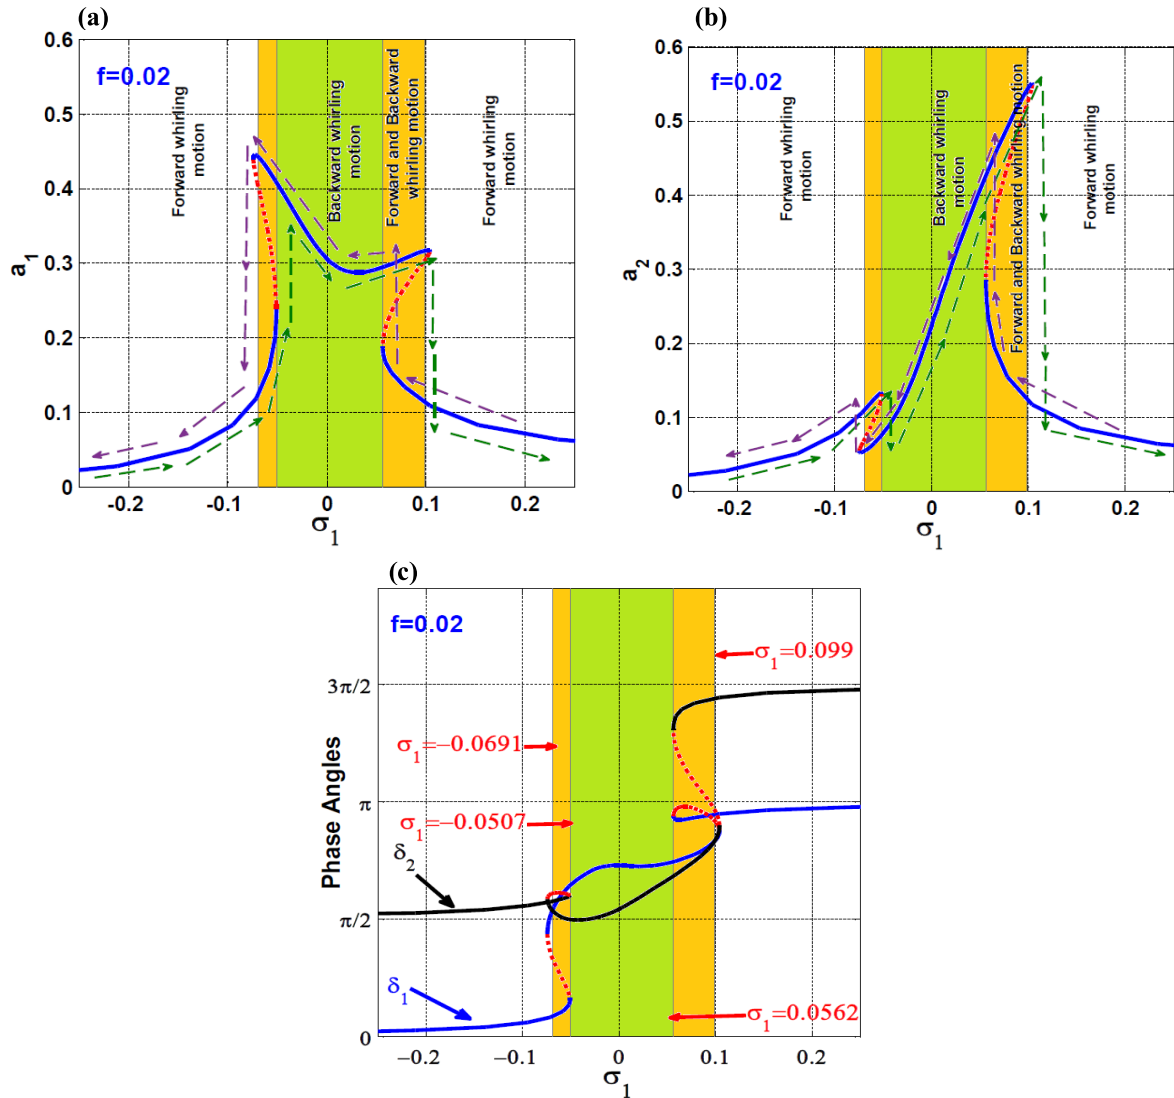 (a)
f=0.02
Forward whirling
motion
Backward whirling
motion
Forward and Backward
whirling motion
Forward whirling
motion
a1
0.6
0.5
0.4
0.3
0.2
0.1
0
-0.2
-0.1
0
0.1
0.2
σ1
(b)
f=0.02
Forward whirling
motion
Backward whirling
motion
Forward and Backward whirling motion
Forward whirling
motion
a2
0.6
0.5
0.4
0.3
0.2
0.1
0
-0.2
-0.1
0
0.1
0.2
σ1
(c)
f=0.02
σ1=0.099
σ1=−0.0691
σ1=−0.0507
δ2
δ1
σ1=0.0562
Phase Angles
3π/2
π
π/2
0
−0.2
−0.1
0
0.1
0.2
σ1